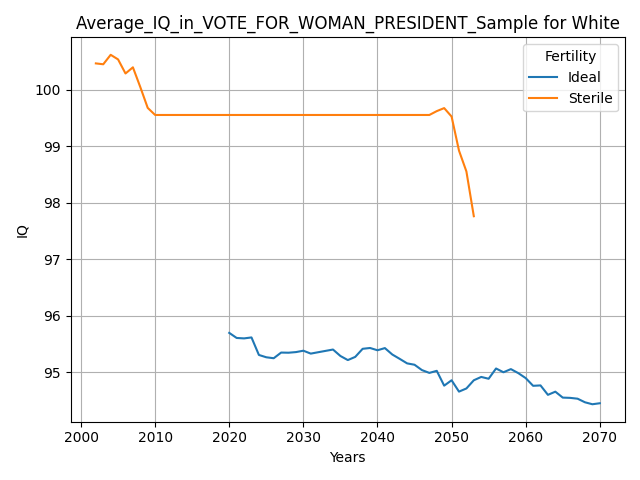 Average_IQ_in_VOTE_FOR_WOMAN_PRESIDENT_Sample for White
Fertility
Ideal
Sterile
100
99
98
97
96
95
IQ
2000 2010 2020 2030 2040 2050 2060 2070
Years